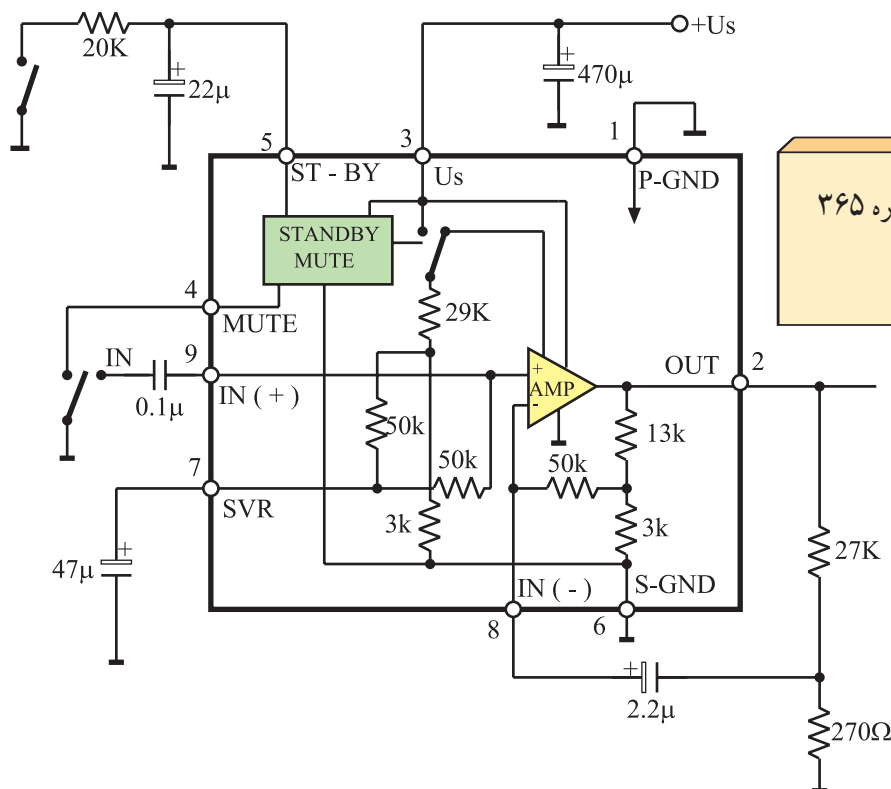 20K
+
22μ
+
470μ
+Us
5
3
1
ST - BY
Us
P-GND
STANDBY
MUTE
ره ۳۶۵
4
MUTE
29K
IN
9
IN ( + )
0.1μ
+
AMP
-
OUT
2
50k
13k
50k
50k
7
SVR
3k
3k
27K
+
47μ
IN ( - )
S-GND
8
6
+
2.2μ
270Ω